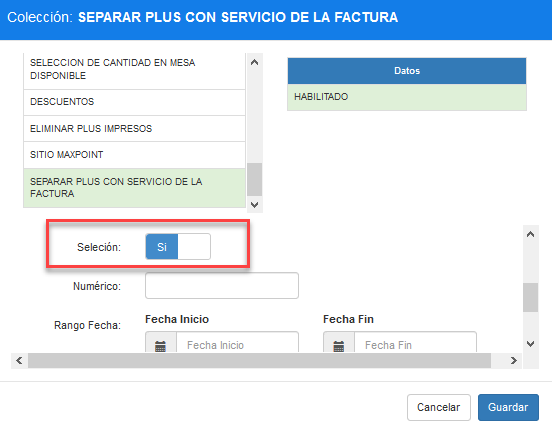 Colección: SEPARAR PLUS CON SERVICIO DE LA FACTURA
SELECCION DE CANTIDAD EN MESA
DISPONIBLE
DESCUENTOS
ELIMINAR PLUS IMPRESOS
SITIO MAXPOINT
SEPARAR PLUS CON SERVICIO DE LA
FACTURA
Datos
HABILITADO
Seleción: Si
Numérico:
Rango Fecha:
Fecha Inicio
Fecha Inicio
Fecha Fin
Fecha Fin
Cancelar
Guardar